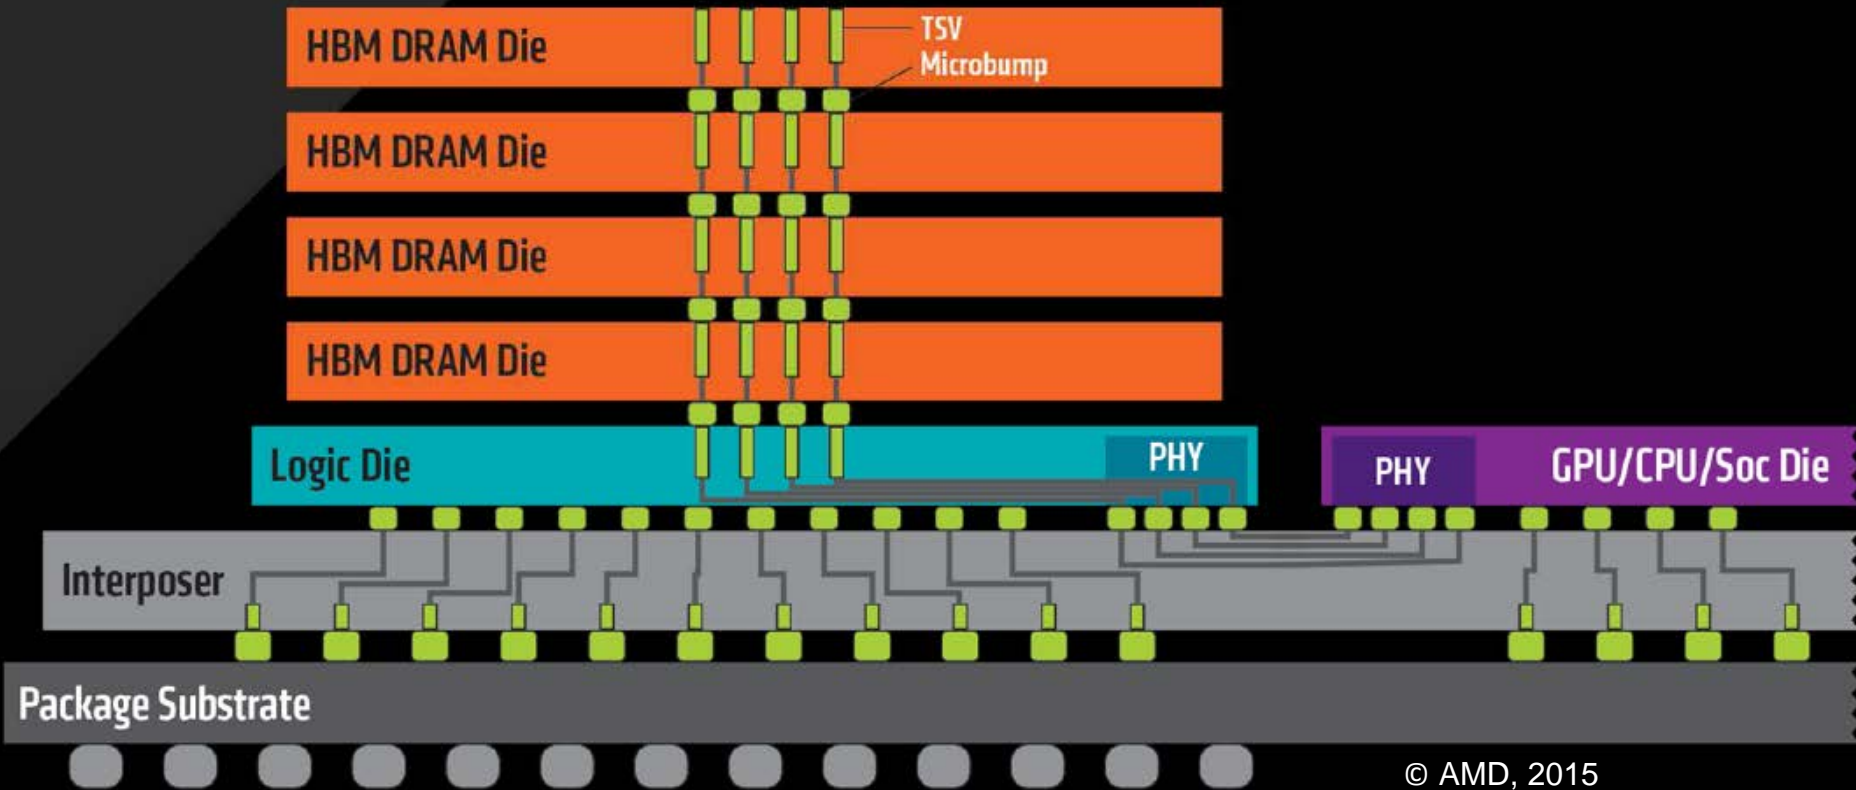 HBM DRAM Die
TSV
Microbump
HBM DRAM Die
HBM DRAM Die
HBM DRAM Die
Logic Die
PHY
PHY
GPU/CPU/Soc Die
Interposer
Package Substrate
© AMD, 2015